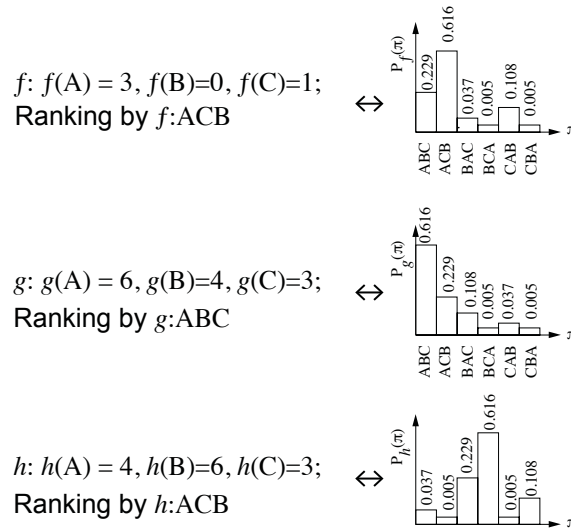 f: f(A) = 3, f(B)=0, f(C)=1;
Ranking by f:ACB
↔
P_f(π)
0.229
0.616
0.037
0.005
0.108
0.005
π
ABC
ACB
BAC
BCA
CAB
CBA
g: g(A) = 6, g(B)=4, g(C)=3;
Ranking by g:ABC
↔
P_g(π)
0.616
0.229
0.108
0.005
0.037
0.005
π
ABC
ACB
BAC
BCA
CAB
CBA
h: h(A) = 4, h(B)=6, h(C)=3;
Ranking by h:ACB
↔
P_h(π)
0.037
0.005
0.229
0.616
0.005
0.108
π